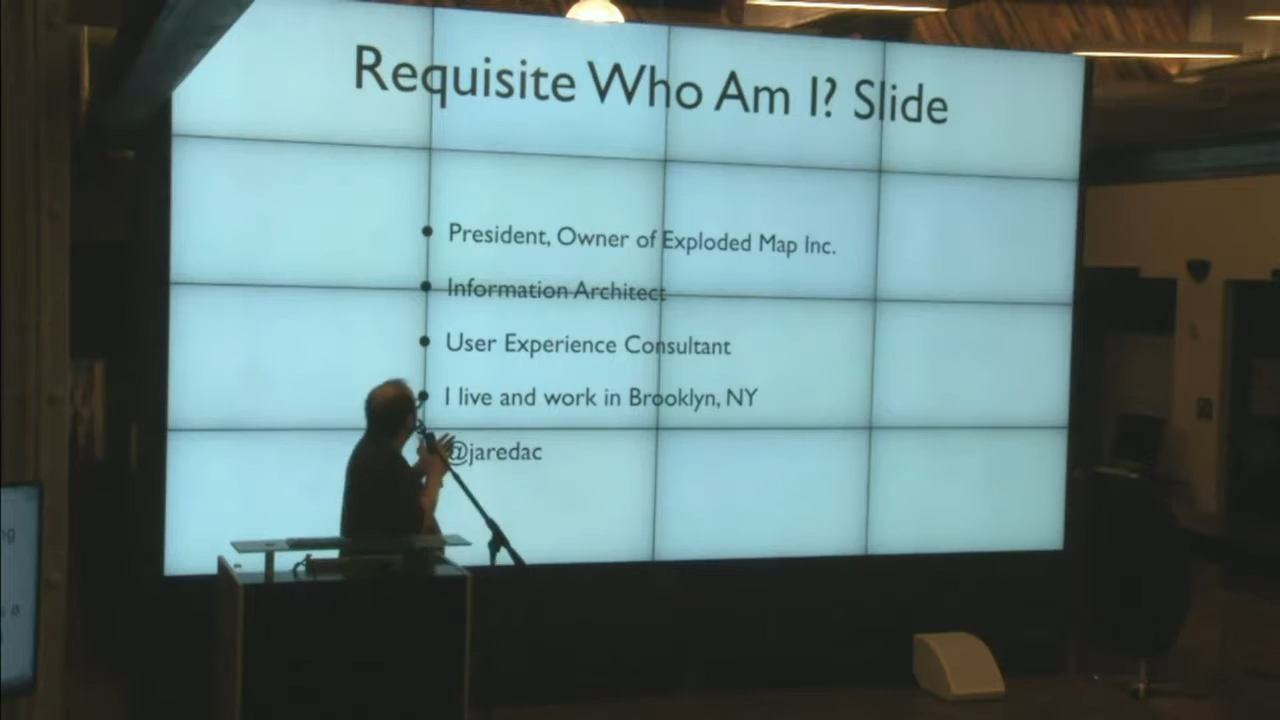 Requisite Who Am I? Slide
President, Owner of Exploded Map Inc.
Information Architect
User Experience Consultant
I live and work in Brooklyn, NY
@jaredac